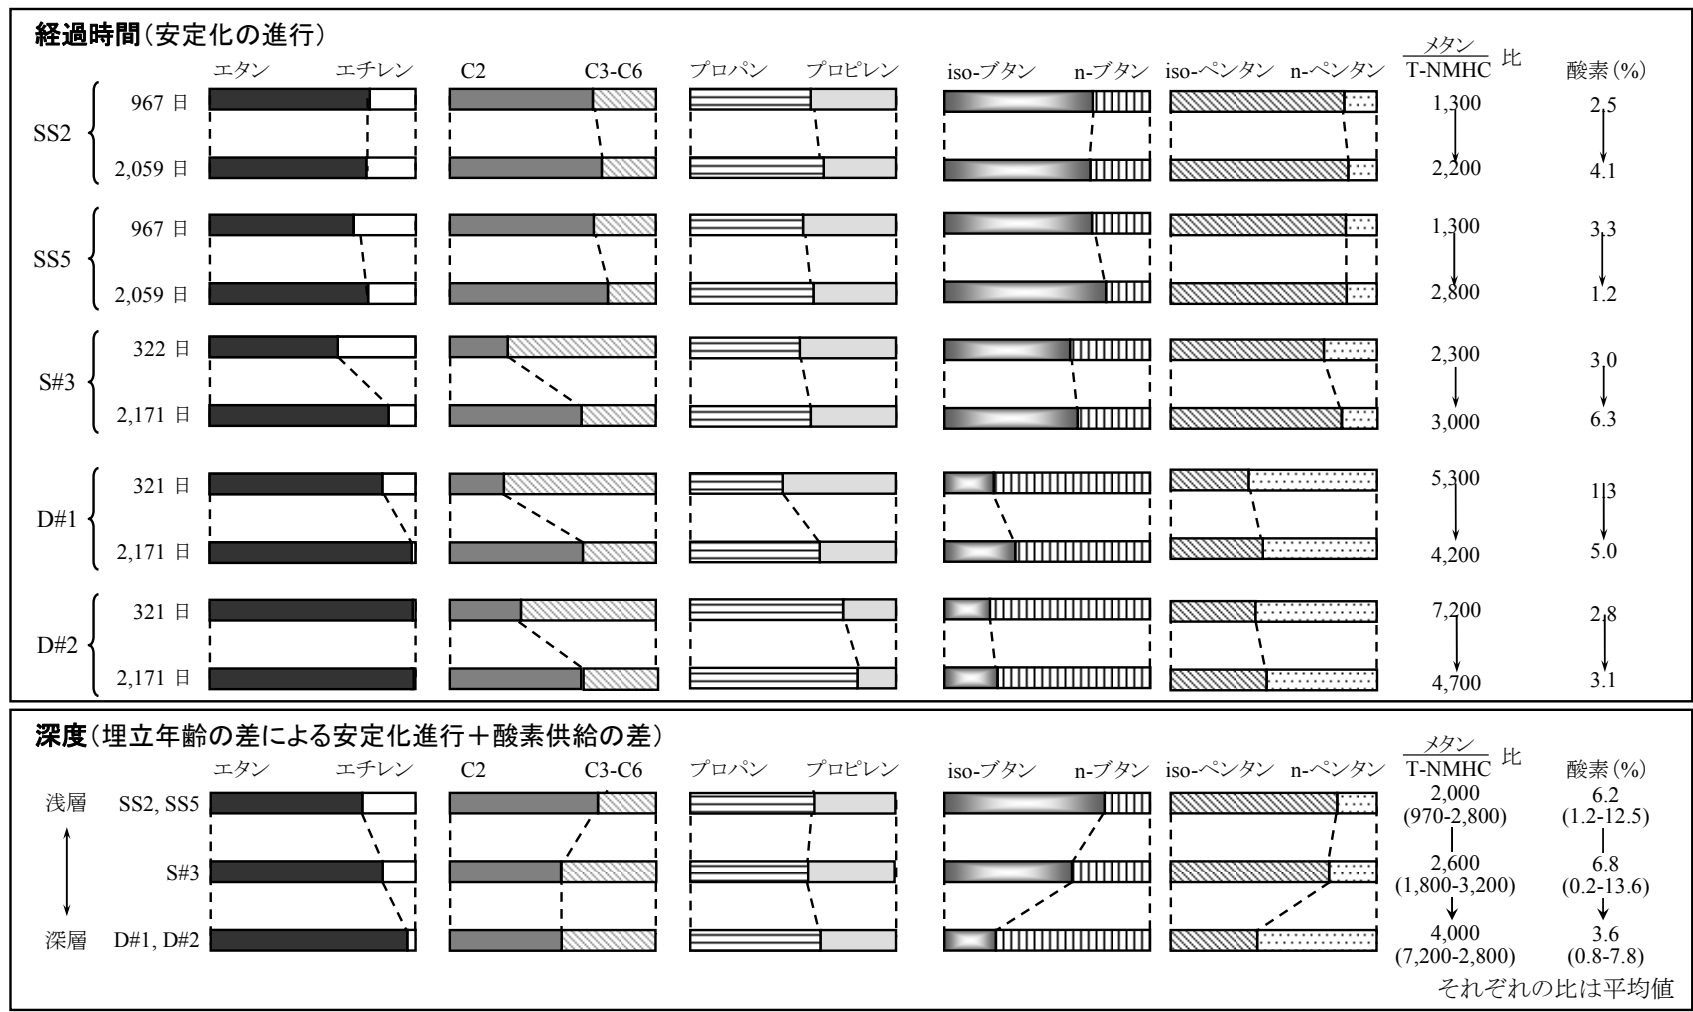 経過時間(安定化の進行)
エタン エチレン C2 C3-C6 プロパン プロピレン iso-ブタン n-ブタン iso-ペンタン n-ペンタン メタン/T-NMHC 比 酸素(%)
SS2
967 日 1,300 2.5
2,059 日 2,200 4.1
SS5
967 日 1,300 3.3
2,059 日 2,800 1.2
S#3
322 日 2,300 3.0
2,171 日 3,000 6.3
D#1
321 日 5,300 13
2,171 日 4,200 5.0
D#2
321 日 7,200 2.8
2,171 日 4,700 3.1
深度(埋立年齢の差による安定化進行+酸素供給の差)
エタン エチレン C2 C3-C6 プロパン プロピレン iso-ブタン n-ブタン iso-ペンタン n-ペンタン メタン/T-NMHC 比 酸素(%)
浅層 SS2, SS5 2,000 6.2
(970-2,800) (1.2-12.5)
S#3 2,600 6.8
(1,800-3,200) (0.2-13.6)
深層 D#1, D#2 4,000 3.6
(7,200-2,800) (0.8-7.8)
それぞれの比は平均値